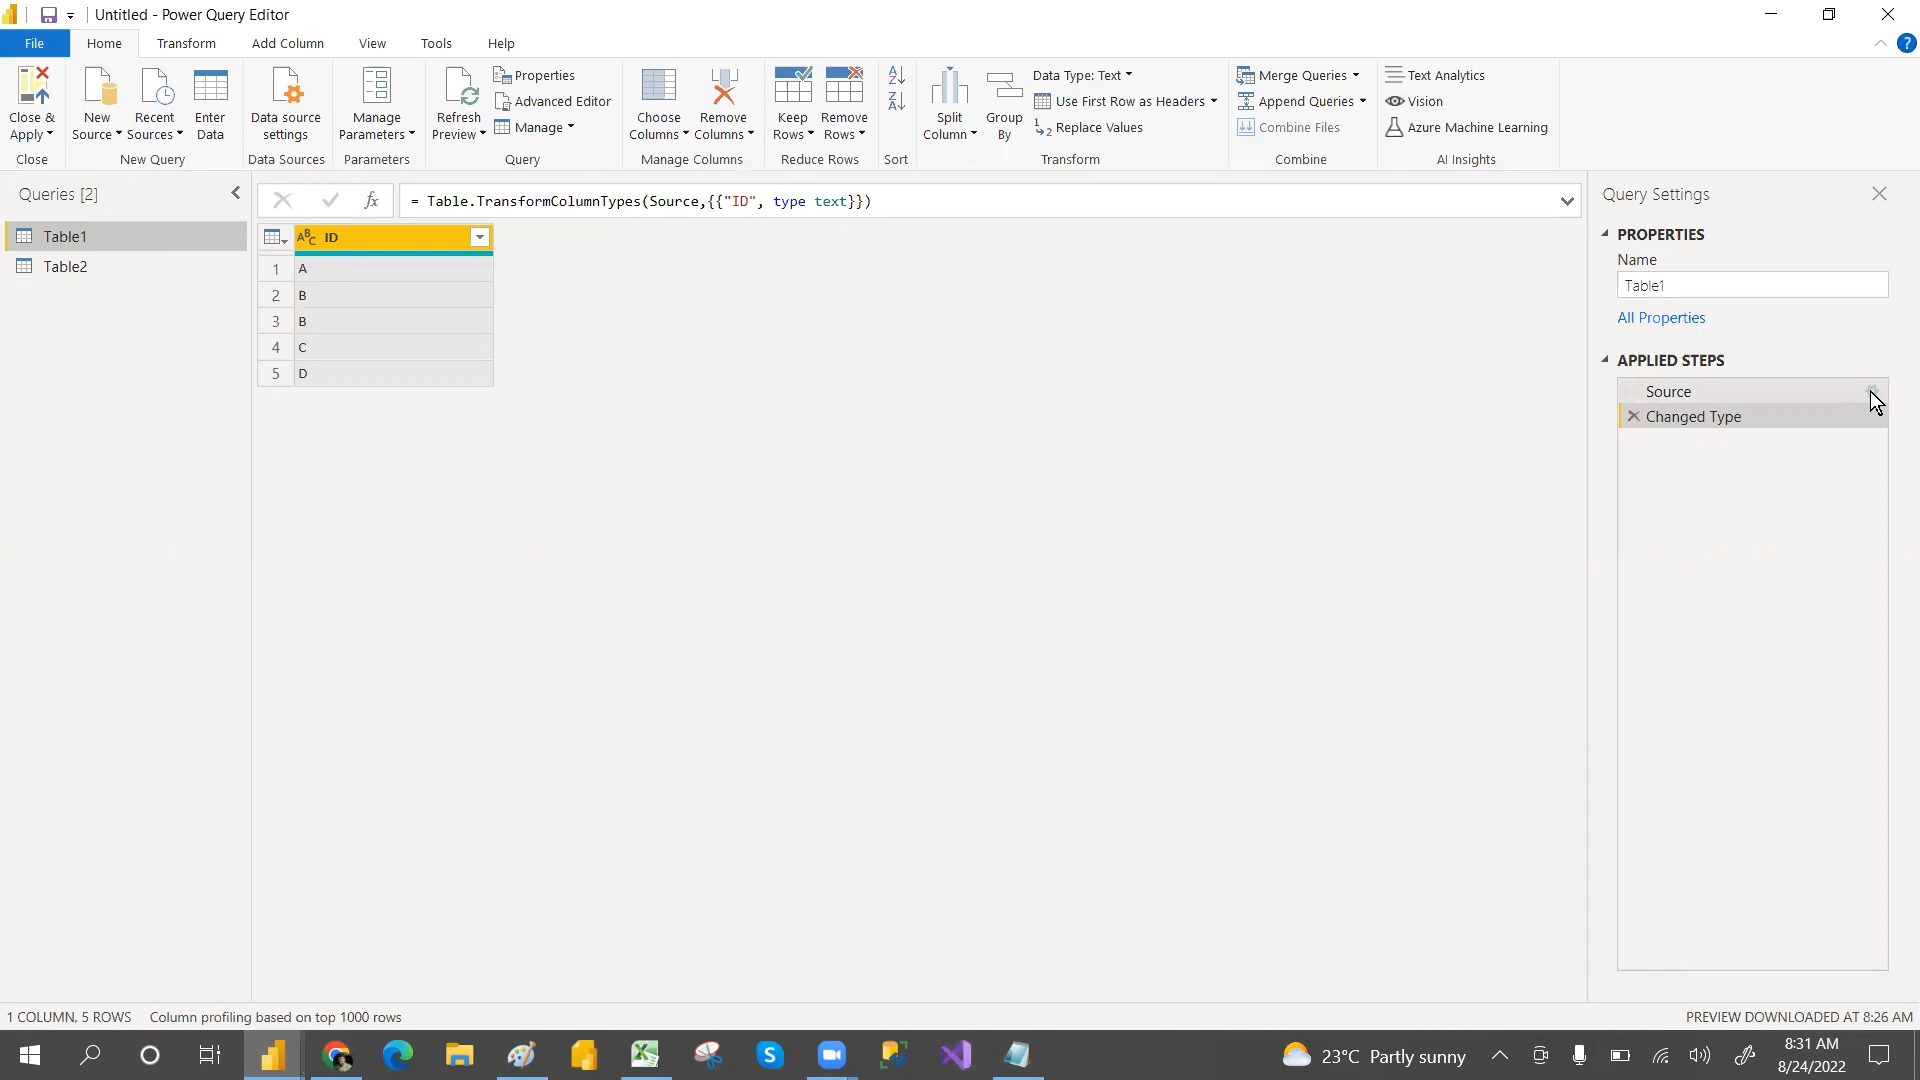 Untitled - Power Query Editor
File Home Transform Add Column View Tools Help
Close & Apply
Close
New Source
Recent Sources
Enter Data
New Query
Data source settings
Data Sources
Manage Parameters
Parameters
Refresh Preview
Properties
Advanced Editor
Manage
Query
Choose Columns
Remove Columns
Manage Columns
Keep Rows
Remove Rows
Reduce Rows
Sort
Split Column
Group By
Data Type: Text
Use First Row as Headers
Replace Values
Transform
Merge Queries
Append Queries
Combine Files
Combine
Text Analytics
Vision
Azure Machine Learning
AI Insights
Queries [2]
Table1
Table2
fx
= Table.TransformColumnTypes(Source,{{"ID", type text}})
ABC ID
1 A
2 B
3 B
4 C
5 D
Query Settings
PROPERTIES
Name
Table1
All Properties
APPLIED STEPS
Source
Changed Type
1 COLUMN, 5 ROWS Column profiling based on top 1000 rows
PREVIEW DOWNLOADED AT 8:26 AM
23°C Partly sunny
8:31 AM
8/24/2022